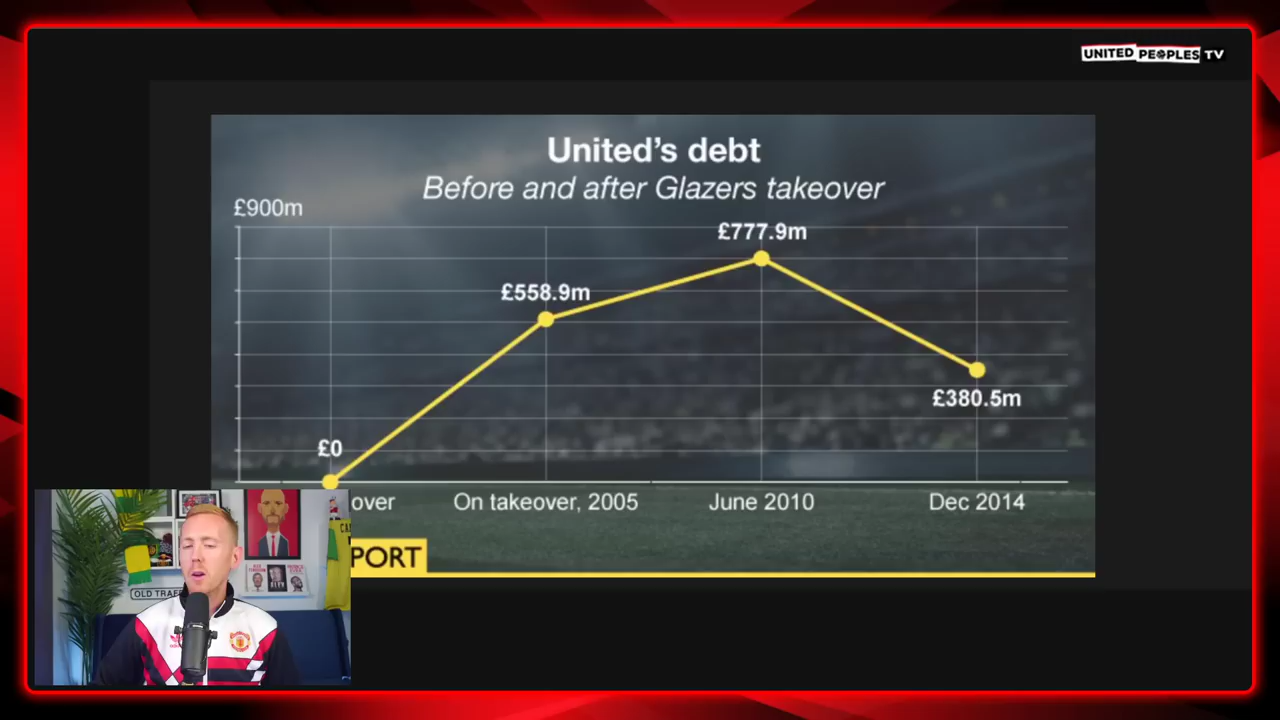 UNITED PEOPLES TV
United's debt
Before and after Glazers takeover
£900m
£777.9m
£558.9m
£380.5m
£0
over
On takeover, 2005
June 2010
Dec 2014
PORT
OLD